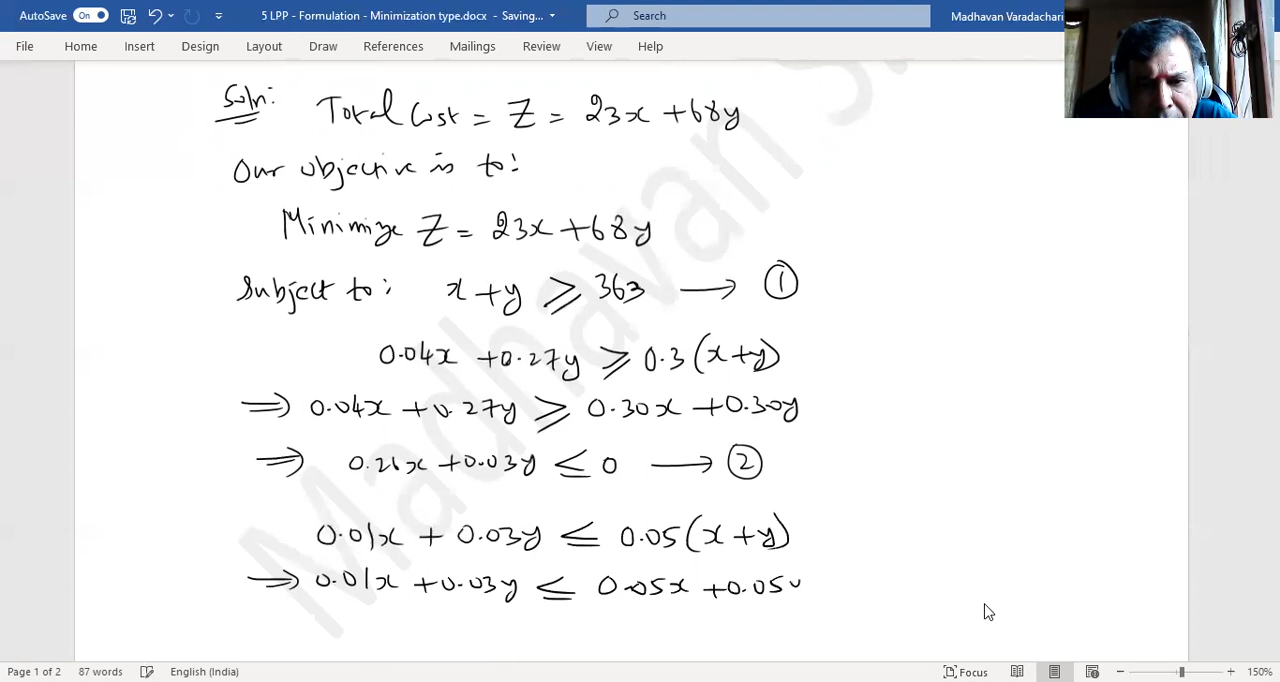 AutoSave On 5 LPP - Formulation - Minimization type.docx - Saving... Search Madhavan Varadachari
File Home Insert Design Layout Draw References Mailings Review View Help
Soln: Total Cost = Z = 23x + 68y
Our objective is to:
Minimize Z = 23x + 68y
Subject to: x + y ≥ 363 → ①
0.04x + 0.27y ≥ 0.3(x + y)
⇒ 0.04x + 0.27y ≥ 0.30x + 0.30y
⇒ 0.26x + 0.03y ≤ 0 → ②
0.01x + 0.03y ≤ 0.05(x + y)
⇒ 0.01x + 0.03y ≤ 0.05x + 0.05
Madhavan S
Page 1 of 2 87 words English (India) Focus 150%